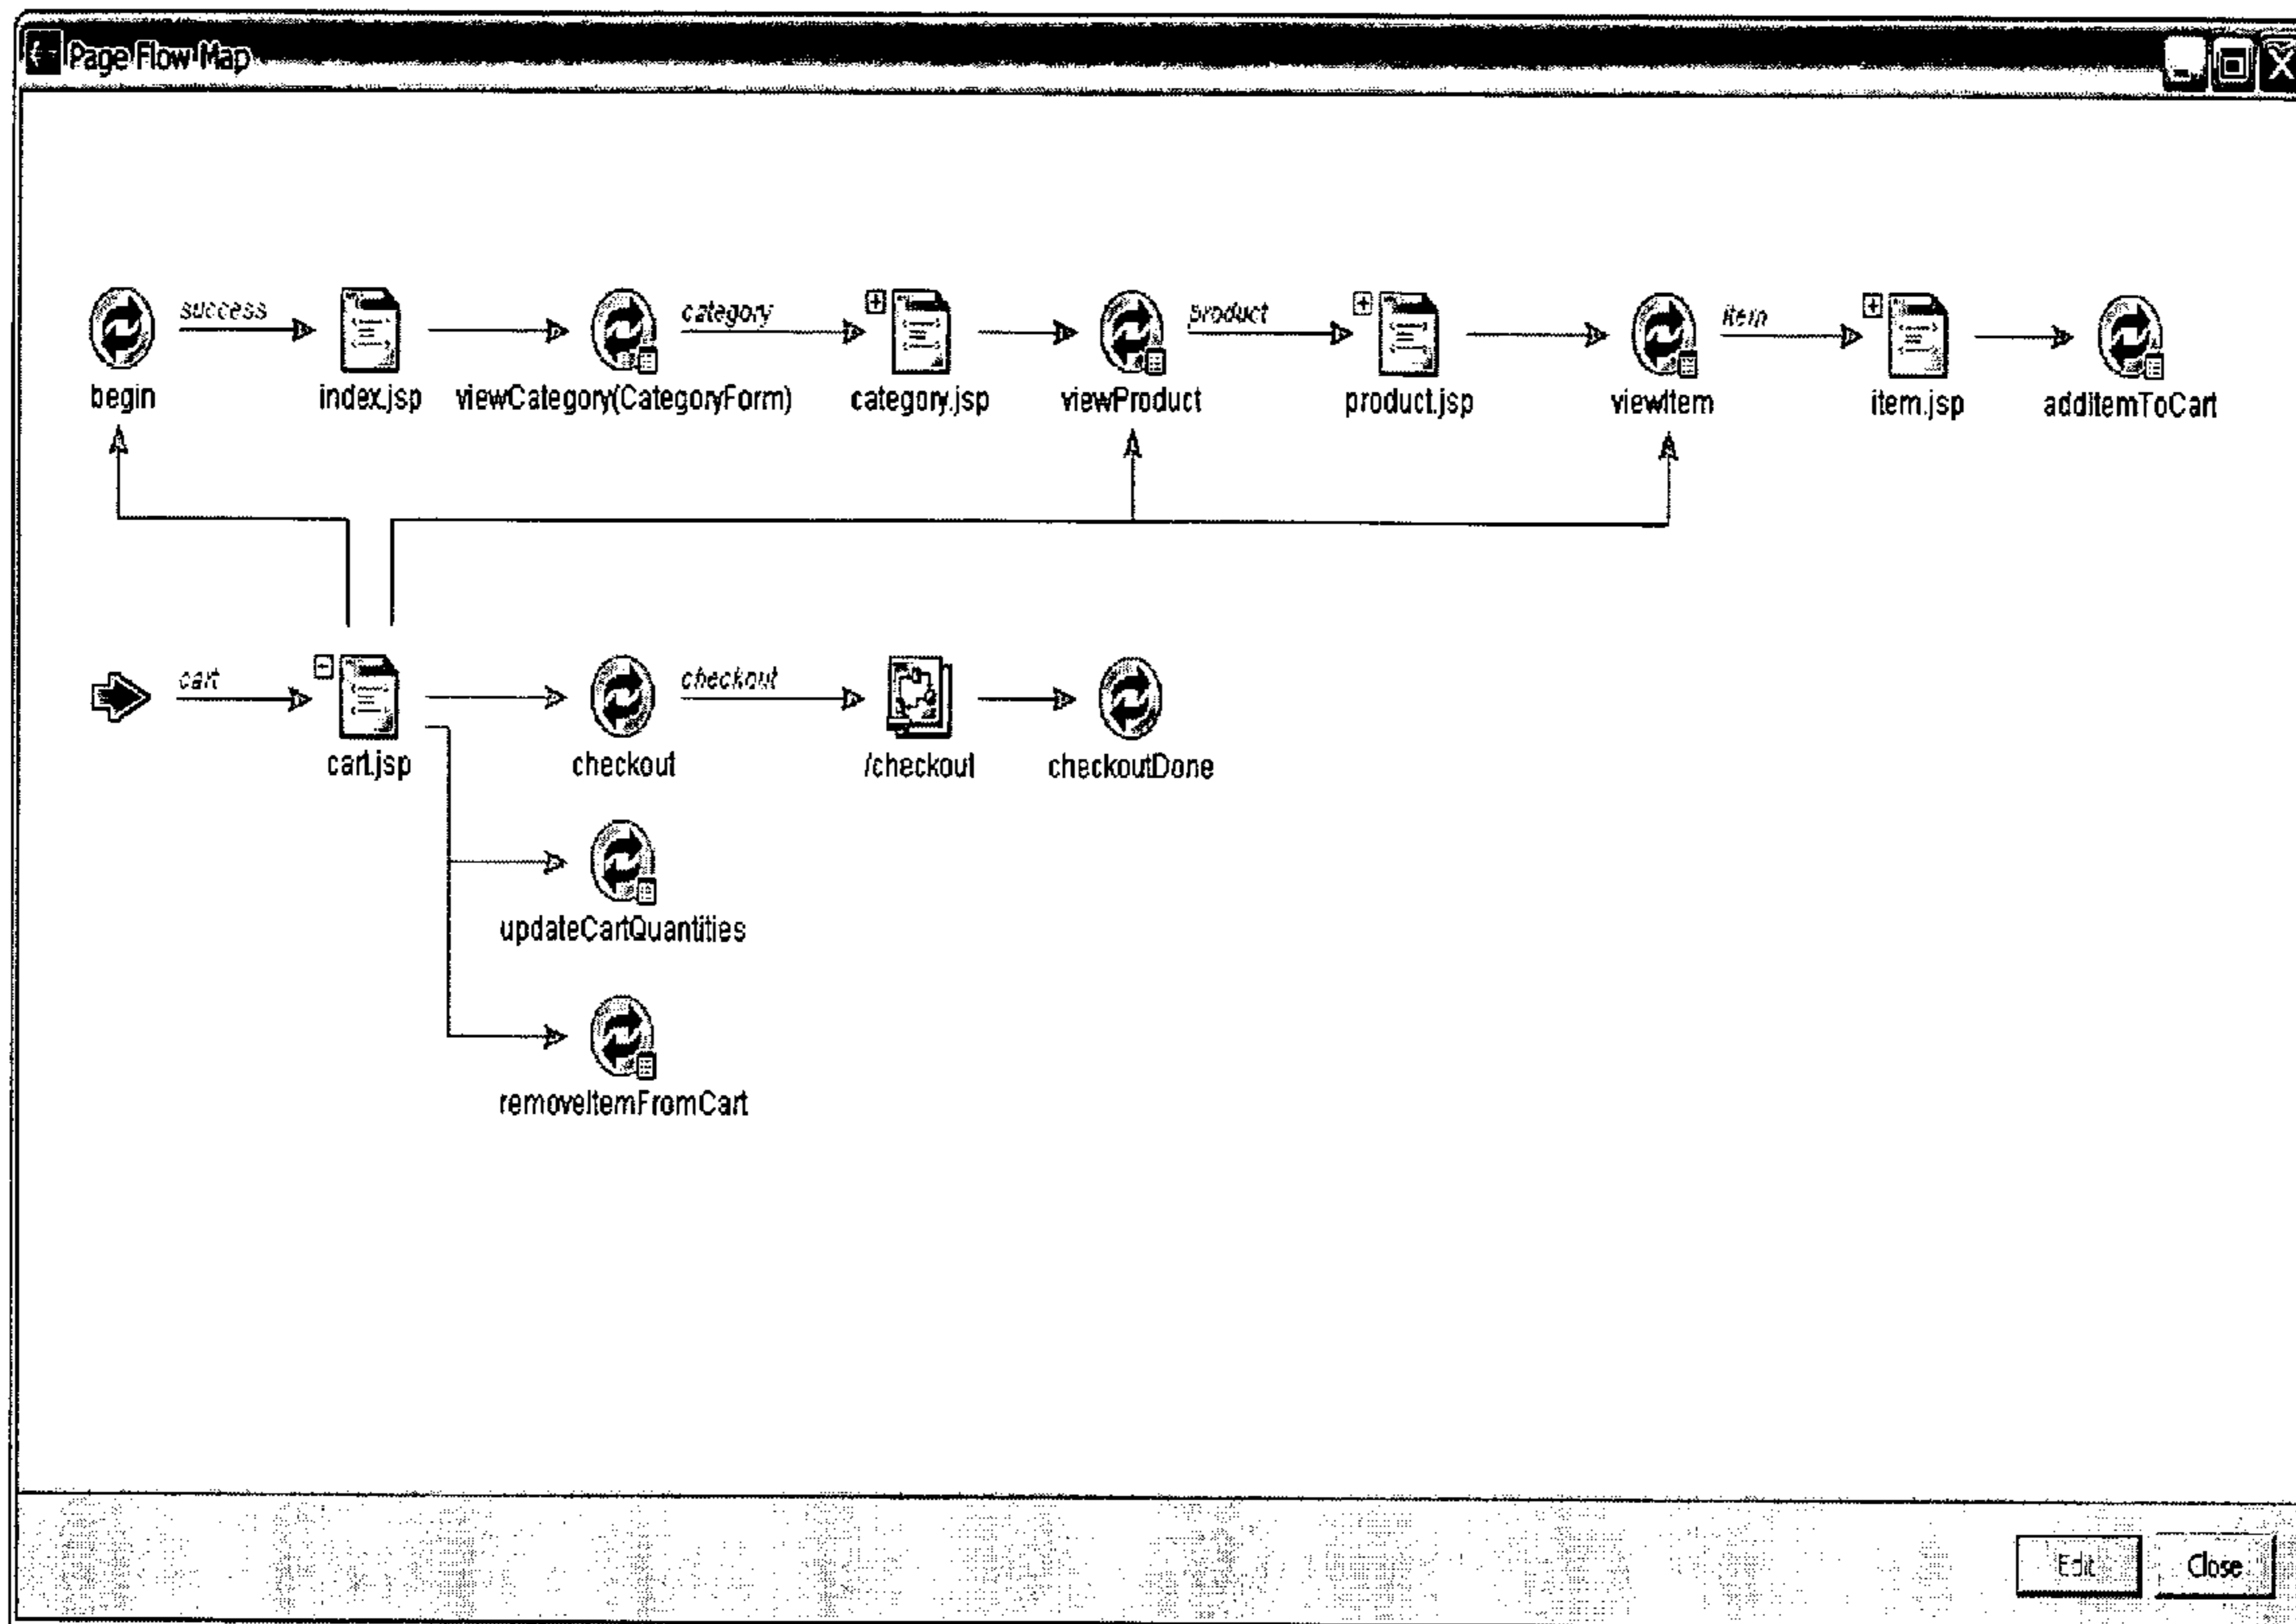 Page Flow Map
success
category
product
item
begin
index.jsp
viewCategory(CategoryForm)
category.jsp
viewProduct
product.jsp
viewItem
item.jsp
addItemToCart
cart
checkout
cart.jsp
checkout
/checkout
checkoutDone
updateCartQuantities
removeItemFromCart
Edit
Close